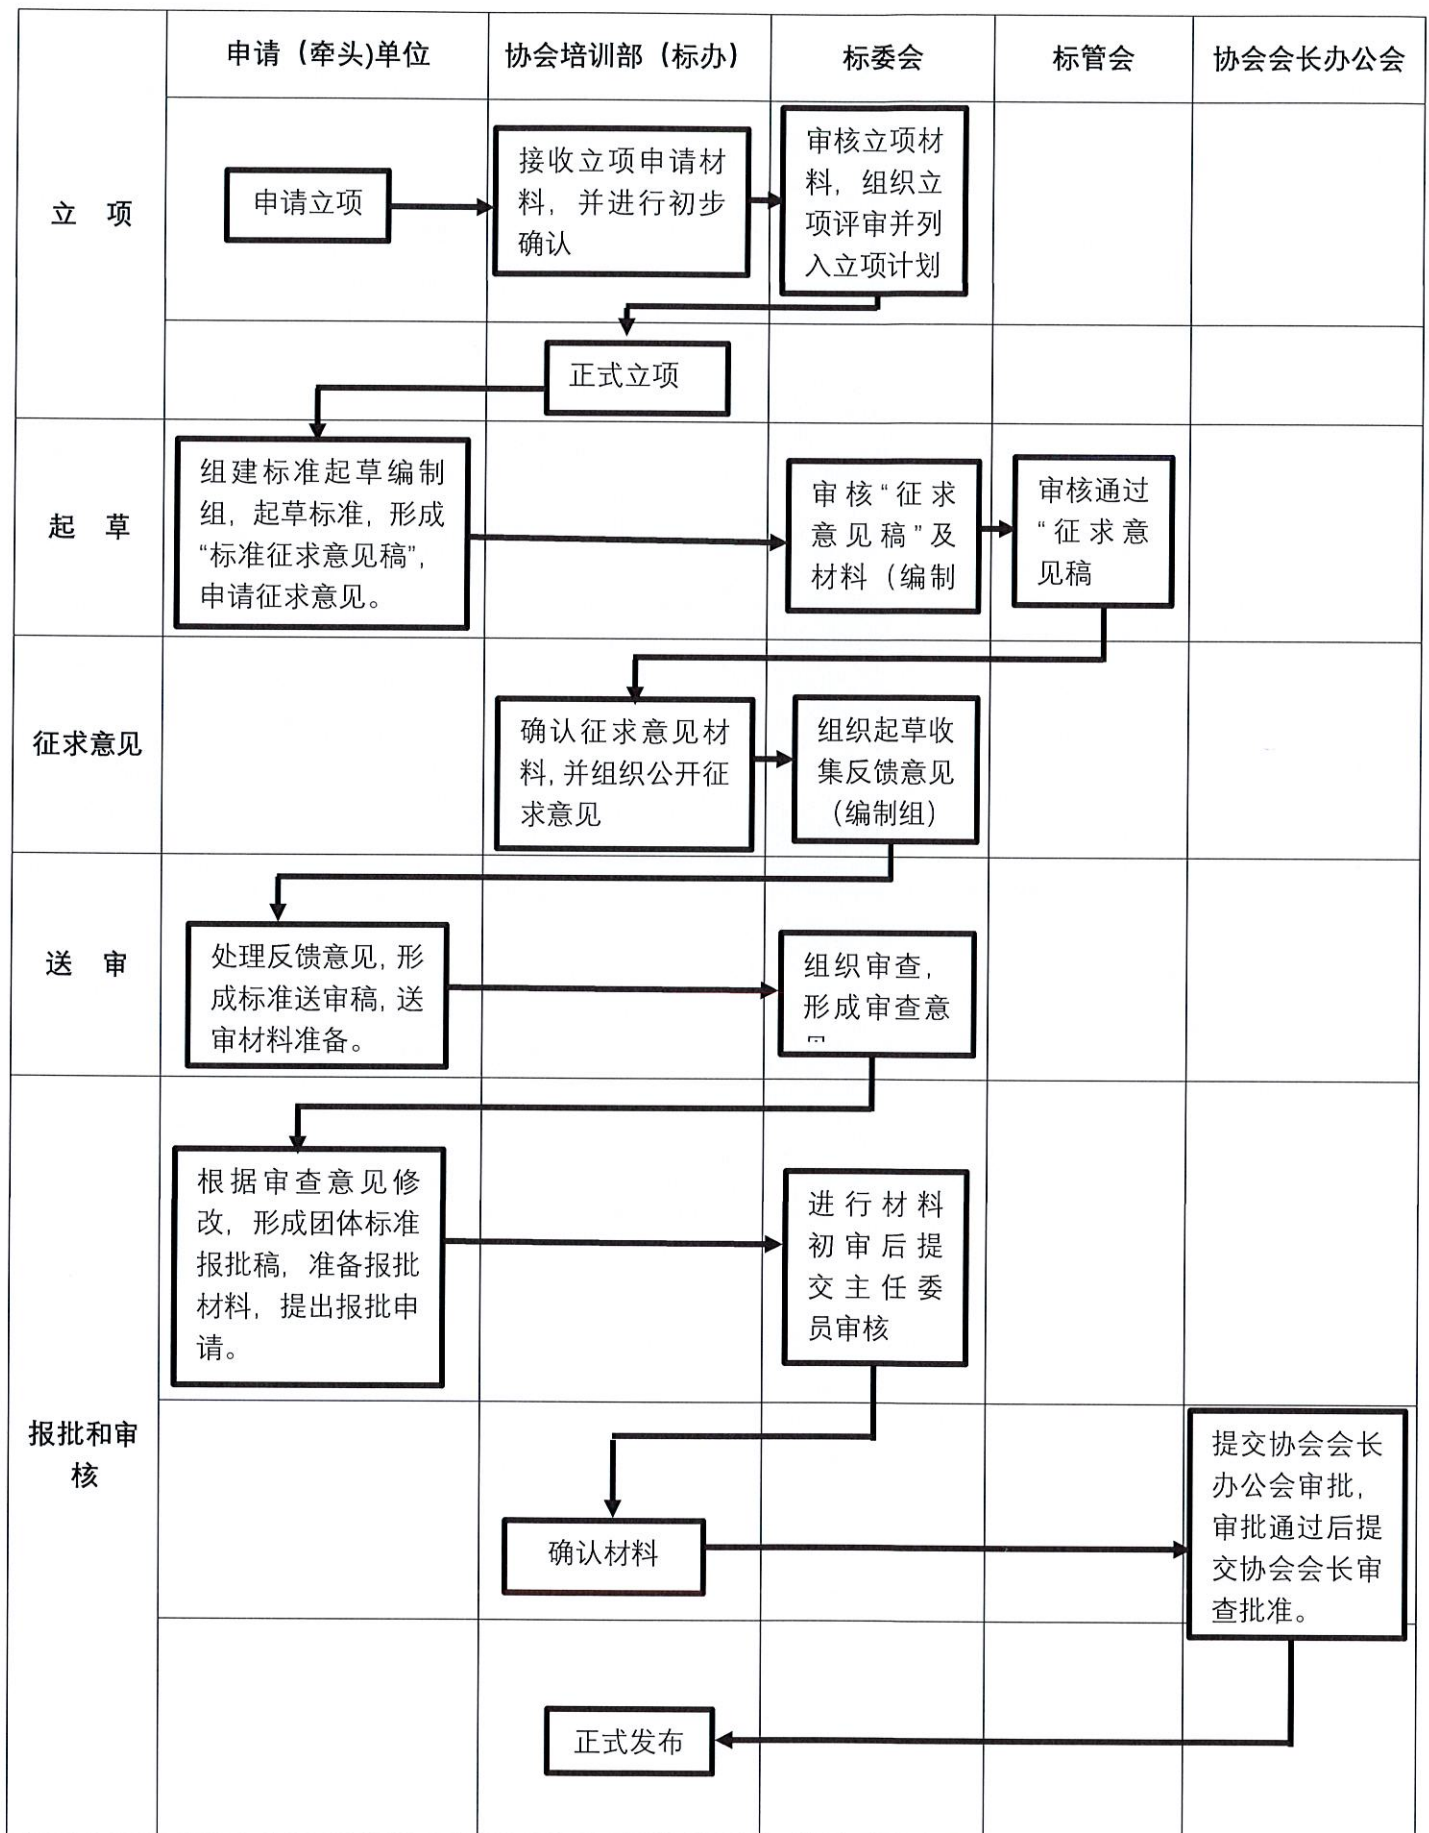 申请（牵头)单位
协会培训部（标办）
标委会
标管会
协会会长办公会
立 项
申请立项
接收立项申请材
料，并进行初步
确认
审核立项材
料，组织立
项评审并列
入立项计划
正式立项
起 草
组建标准起草编制
组，起草标准，形成
“标准征求意见稿”，
申请征求意见。
审核“征求
意见稿”及
材料（编制
审核通过
“征求意
见稿
征求意见
确认征求意见材
料,并组织公开征
求意见
组织起草收
集反馈意见
（编制组）
送 审
处理反馈意见,形
成标准送审稿,送
审材料准备。
组织审查，
形成审查意
报批和审
核
根据审查意见修
改，形成团体标准
报批稿，准备报批
材料，提出报批申
请。
进行材料
初审后提
交主任委
员审核
确认材料
提交协会会长
办公会审批，
审批通过后提
交协会会长审
查批准。
正式发布